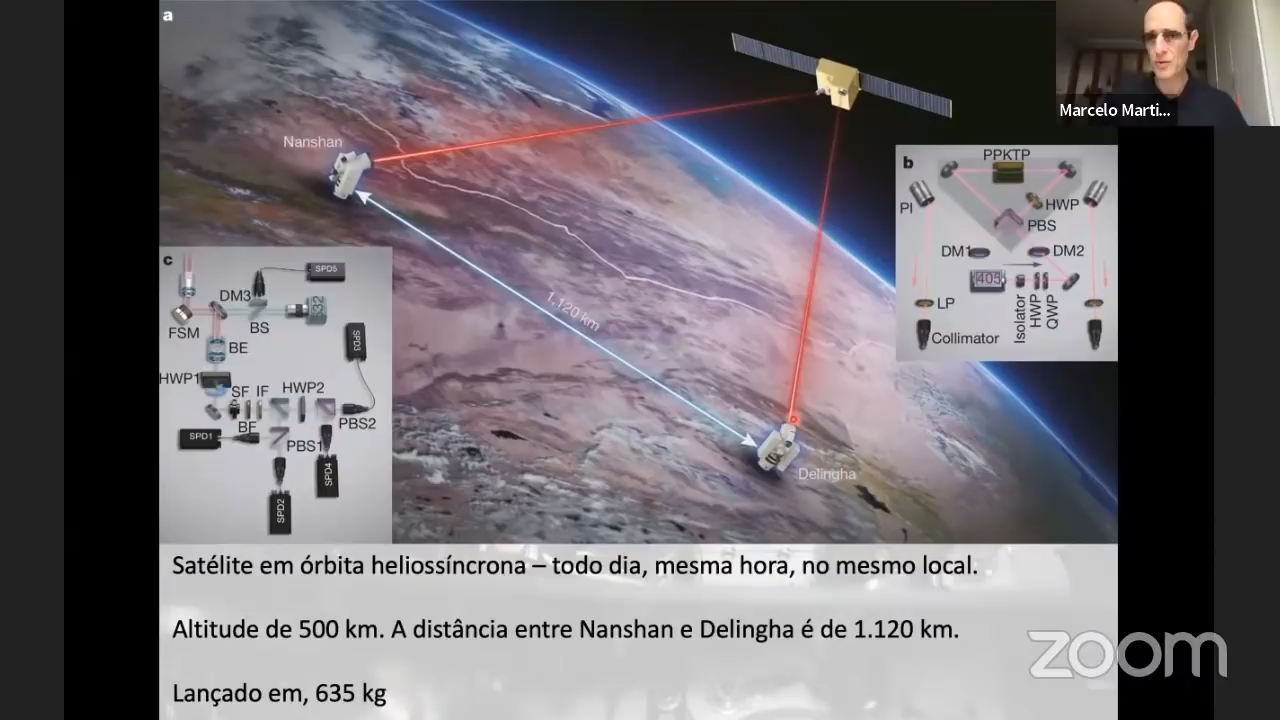 a
Marcelo Marti...
Nanshan
1,120 km
Delingha
b
PPKTP
PI
HWP
PBS
DM1
DM2
405
LP
Isolator
HWP
QWP
Collimator
c
SPD5
DM3
FSM
BS
532
BE
SPD3
HWP1
SF IF
HWP2
BF
PBS2
SPD1
PBS1
SPD4
SPD2
Satélite em órbita heliossíncrona – todo dia, mesma hora, no mesmo local.
Altitude de 500 km. A distância entre Nanshan e Delingha é de 1.120 km.
Lançado em, 635 kg
zoom